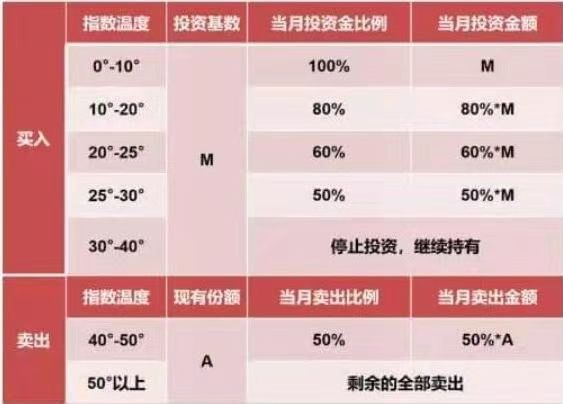 指数温度 投资基数 当月投资金比例 当月投资金额
0°-10° 100% M
10°-20° 80% 80%*M
买入
20°-25° 60% 60%*M
M
25°-30° 50% 50%*M
30°-40° 停止投资，继续持有
指数温度 现有份额 当月卖出比例 当月卖出金额
卖出 40°-50° 50% 50%*A
A
50°以上 剩余的全部卖出